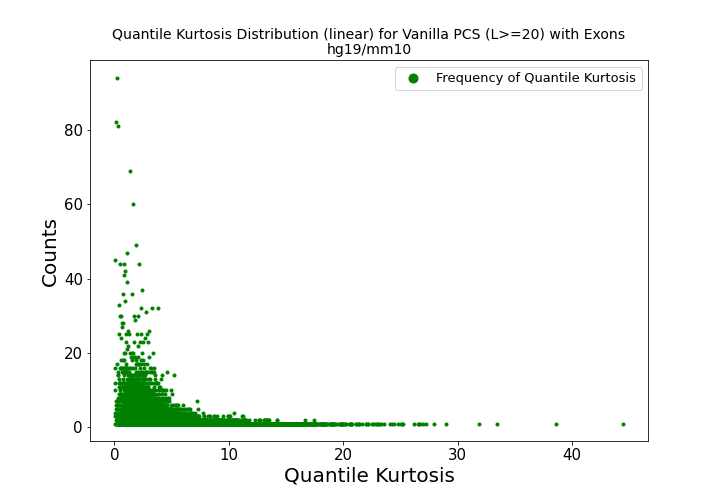 Quantile Kurtosis Distribution (linear) for Vanilla PCS (L>=20) with Exons
hg19/mm10
Frequency of Quantile Kurtosis
Counts
80
60
40
20
0
0 10 20 30 40
Quantile Kurtosis